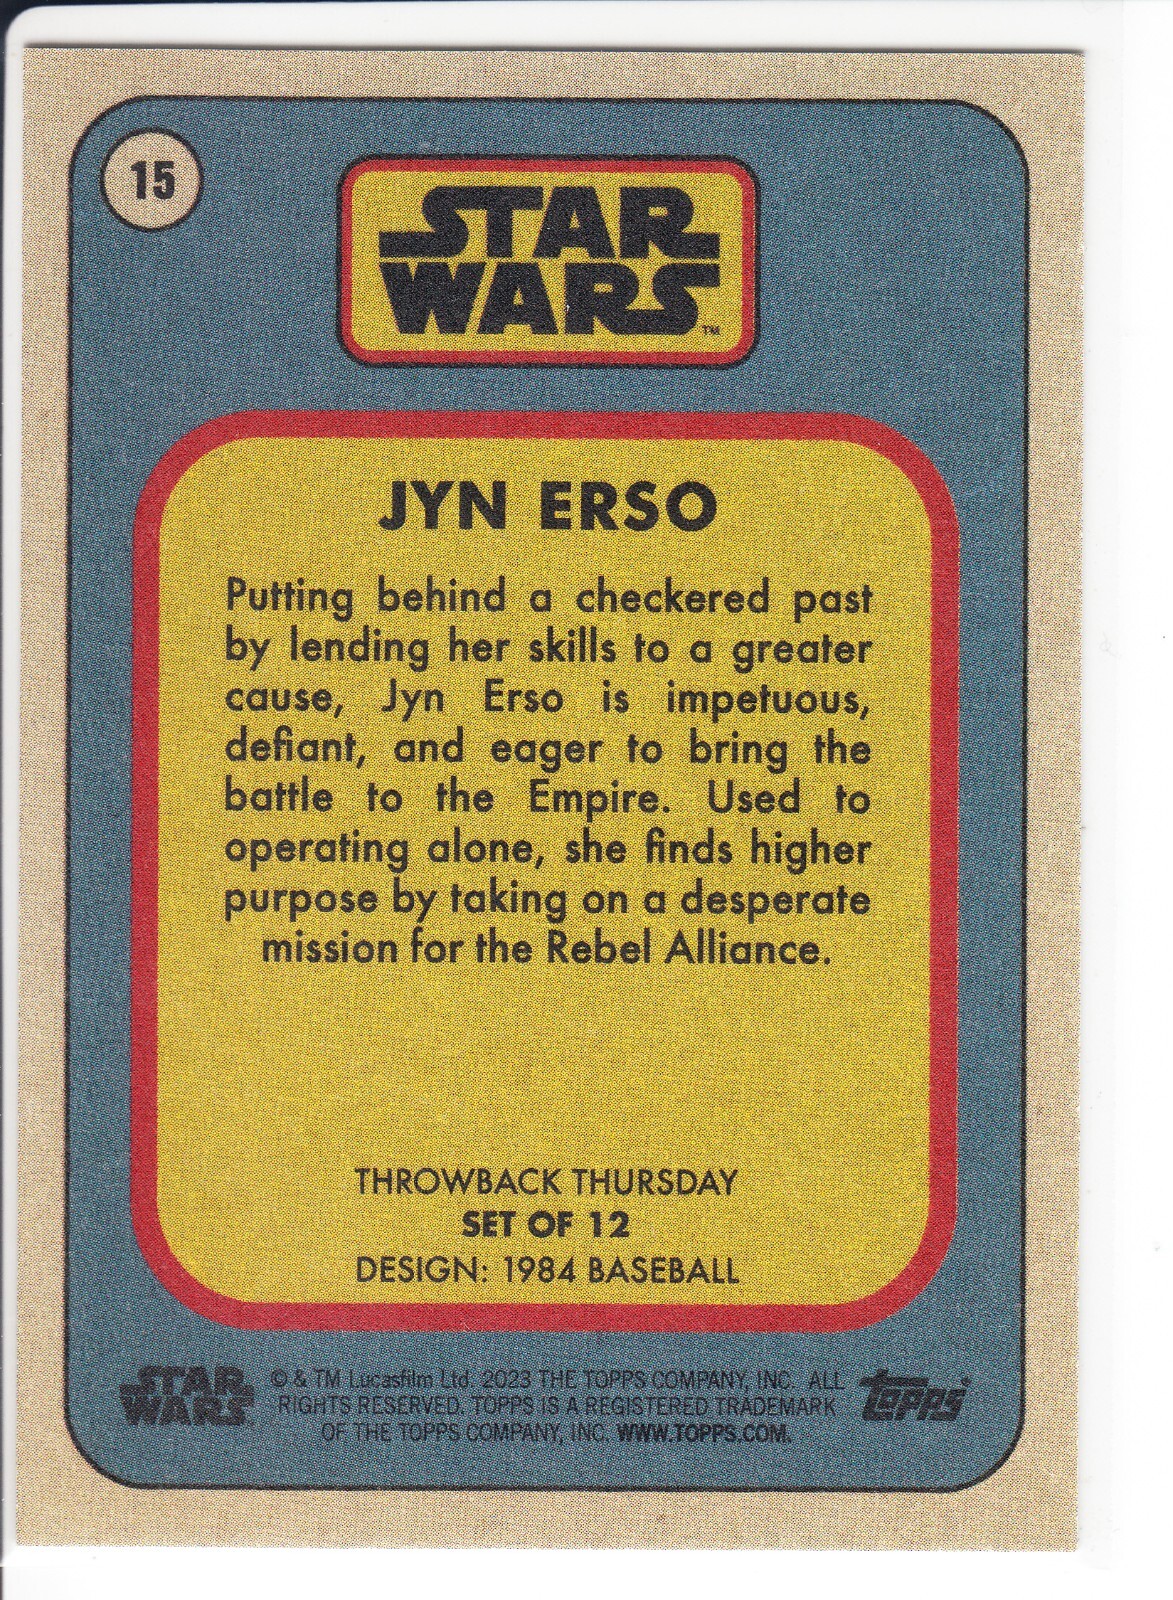 15
STAR
WARS™
JYN ERSO
Putting behind a checkered past
by lending her skills to a greater
cause, Jyn Erso is impetuous,
defiant, and eager to bring the
battle to the Empire. Used to
operating alone, she finds higher
purpose by taking on a desperate
mission for the Rebel Alliance.
THROWBACK THURSDAY
SET OF 12
DESIGN: 1984 BASEBALL
STAR
WARS
© & TM Lucasfilm Ltd. 2023 THE TOPPS COMPANY, INC. ALL
RIGHTS RESERVED. TOPPS IS A REGISTERED TRADEMARK
OF THE TOPPS COMPANY, INC. WWW.TOPPS.COM.
TOPPS®